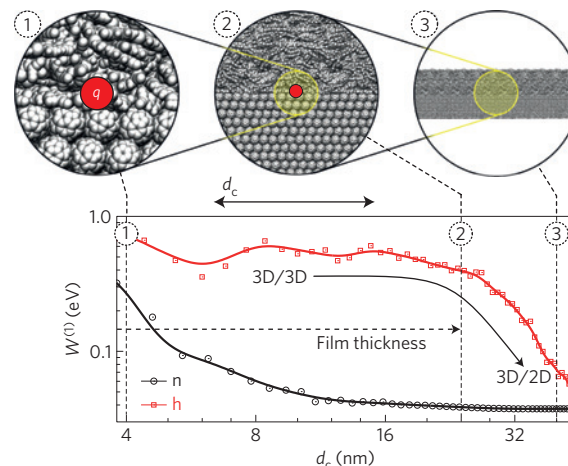 1
2
3
q
d_c
1.0
1
2
3
3D/3D
W^(1) (eV)
Film thickness
0.1
3D/2D
n
h
4
8
16
32
d_c (nm)